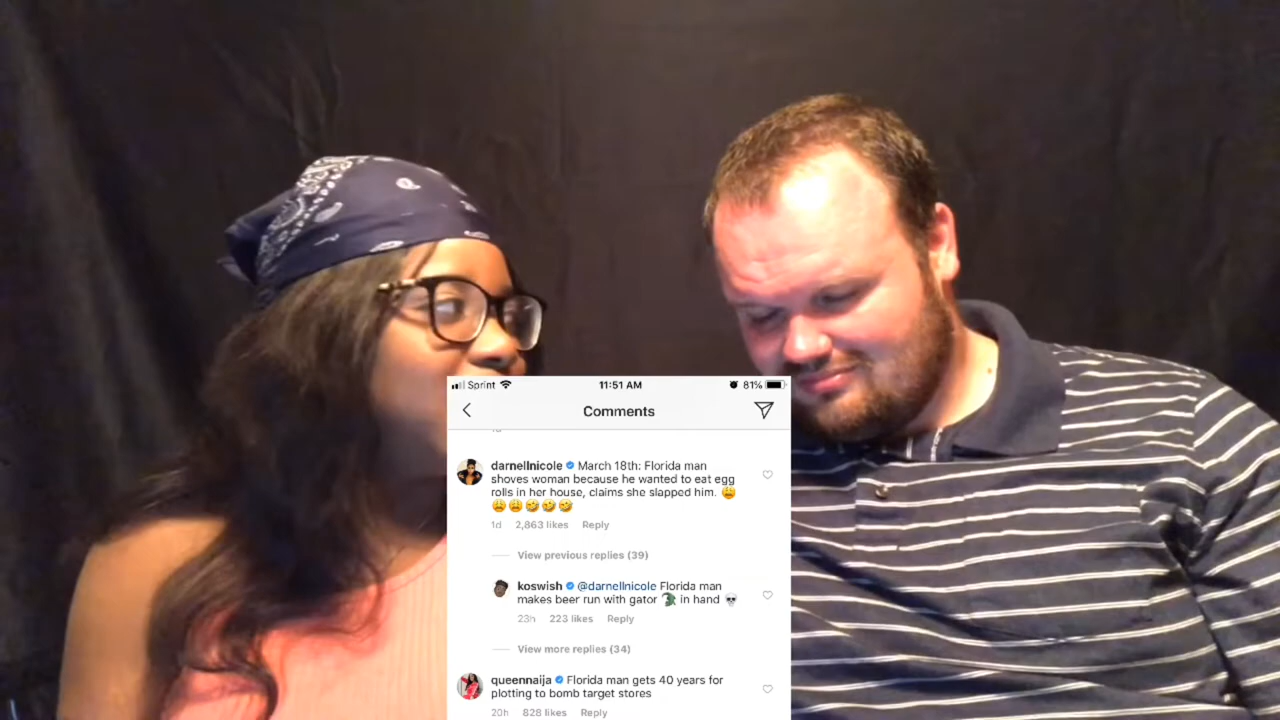 Sprint 11:51 AM 81%
Comments
darnellnicole March 18th: Florida man
shoves woman because he wanted to eat egg
rolls in her house, claims she slapped him. 😩
😩😩🤣🤣🤣
1d 2,863 likes Reply
View previous replies (39)
koswish @darnellnicole Florida man
makes beer run with gator 🐊 in hand 💀
23h 223 likes Reply
View more replies (34)
queennaija Florida man gets 40 years for
plotting to bomb target stores
20h 828 likes Reply